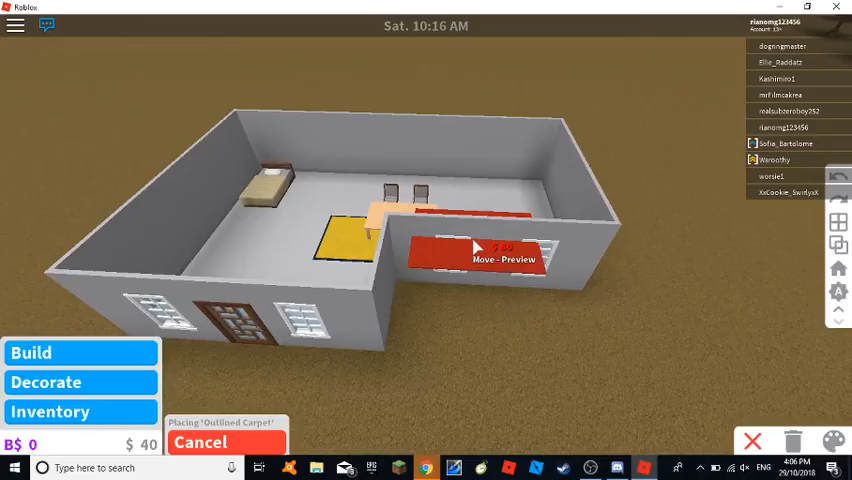 Roblox
Sat. 10:16 AM
rianomg123456
Account: 13+
dogringmaster
Ellie_Raddatz
Kashimiro1
mrFilmcakrea
realsubzeroboy252
rianomg123456
Sofia_Bartolome
Waroothy
worsie1
XxCookie_SwirlyxX
$ 80
Move - Preview
Build
Decorate
Inventory
B$ 0
$ 40
Placing 'Outlined Carpet'
Cancel
Type here to search
ENG
4:06 PM
29/10/2018